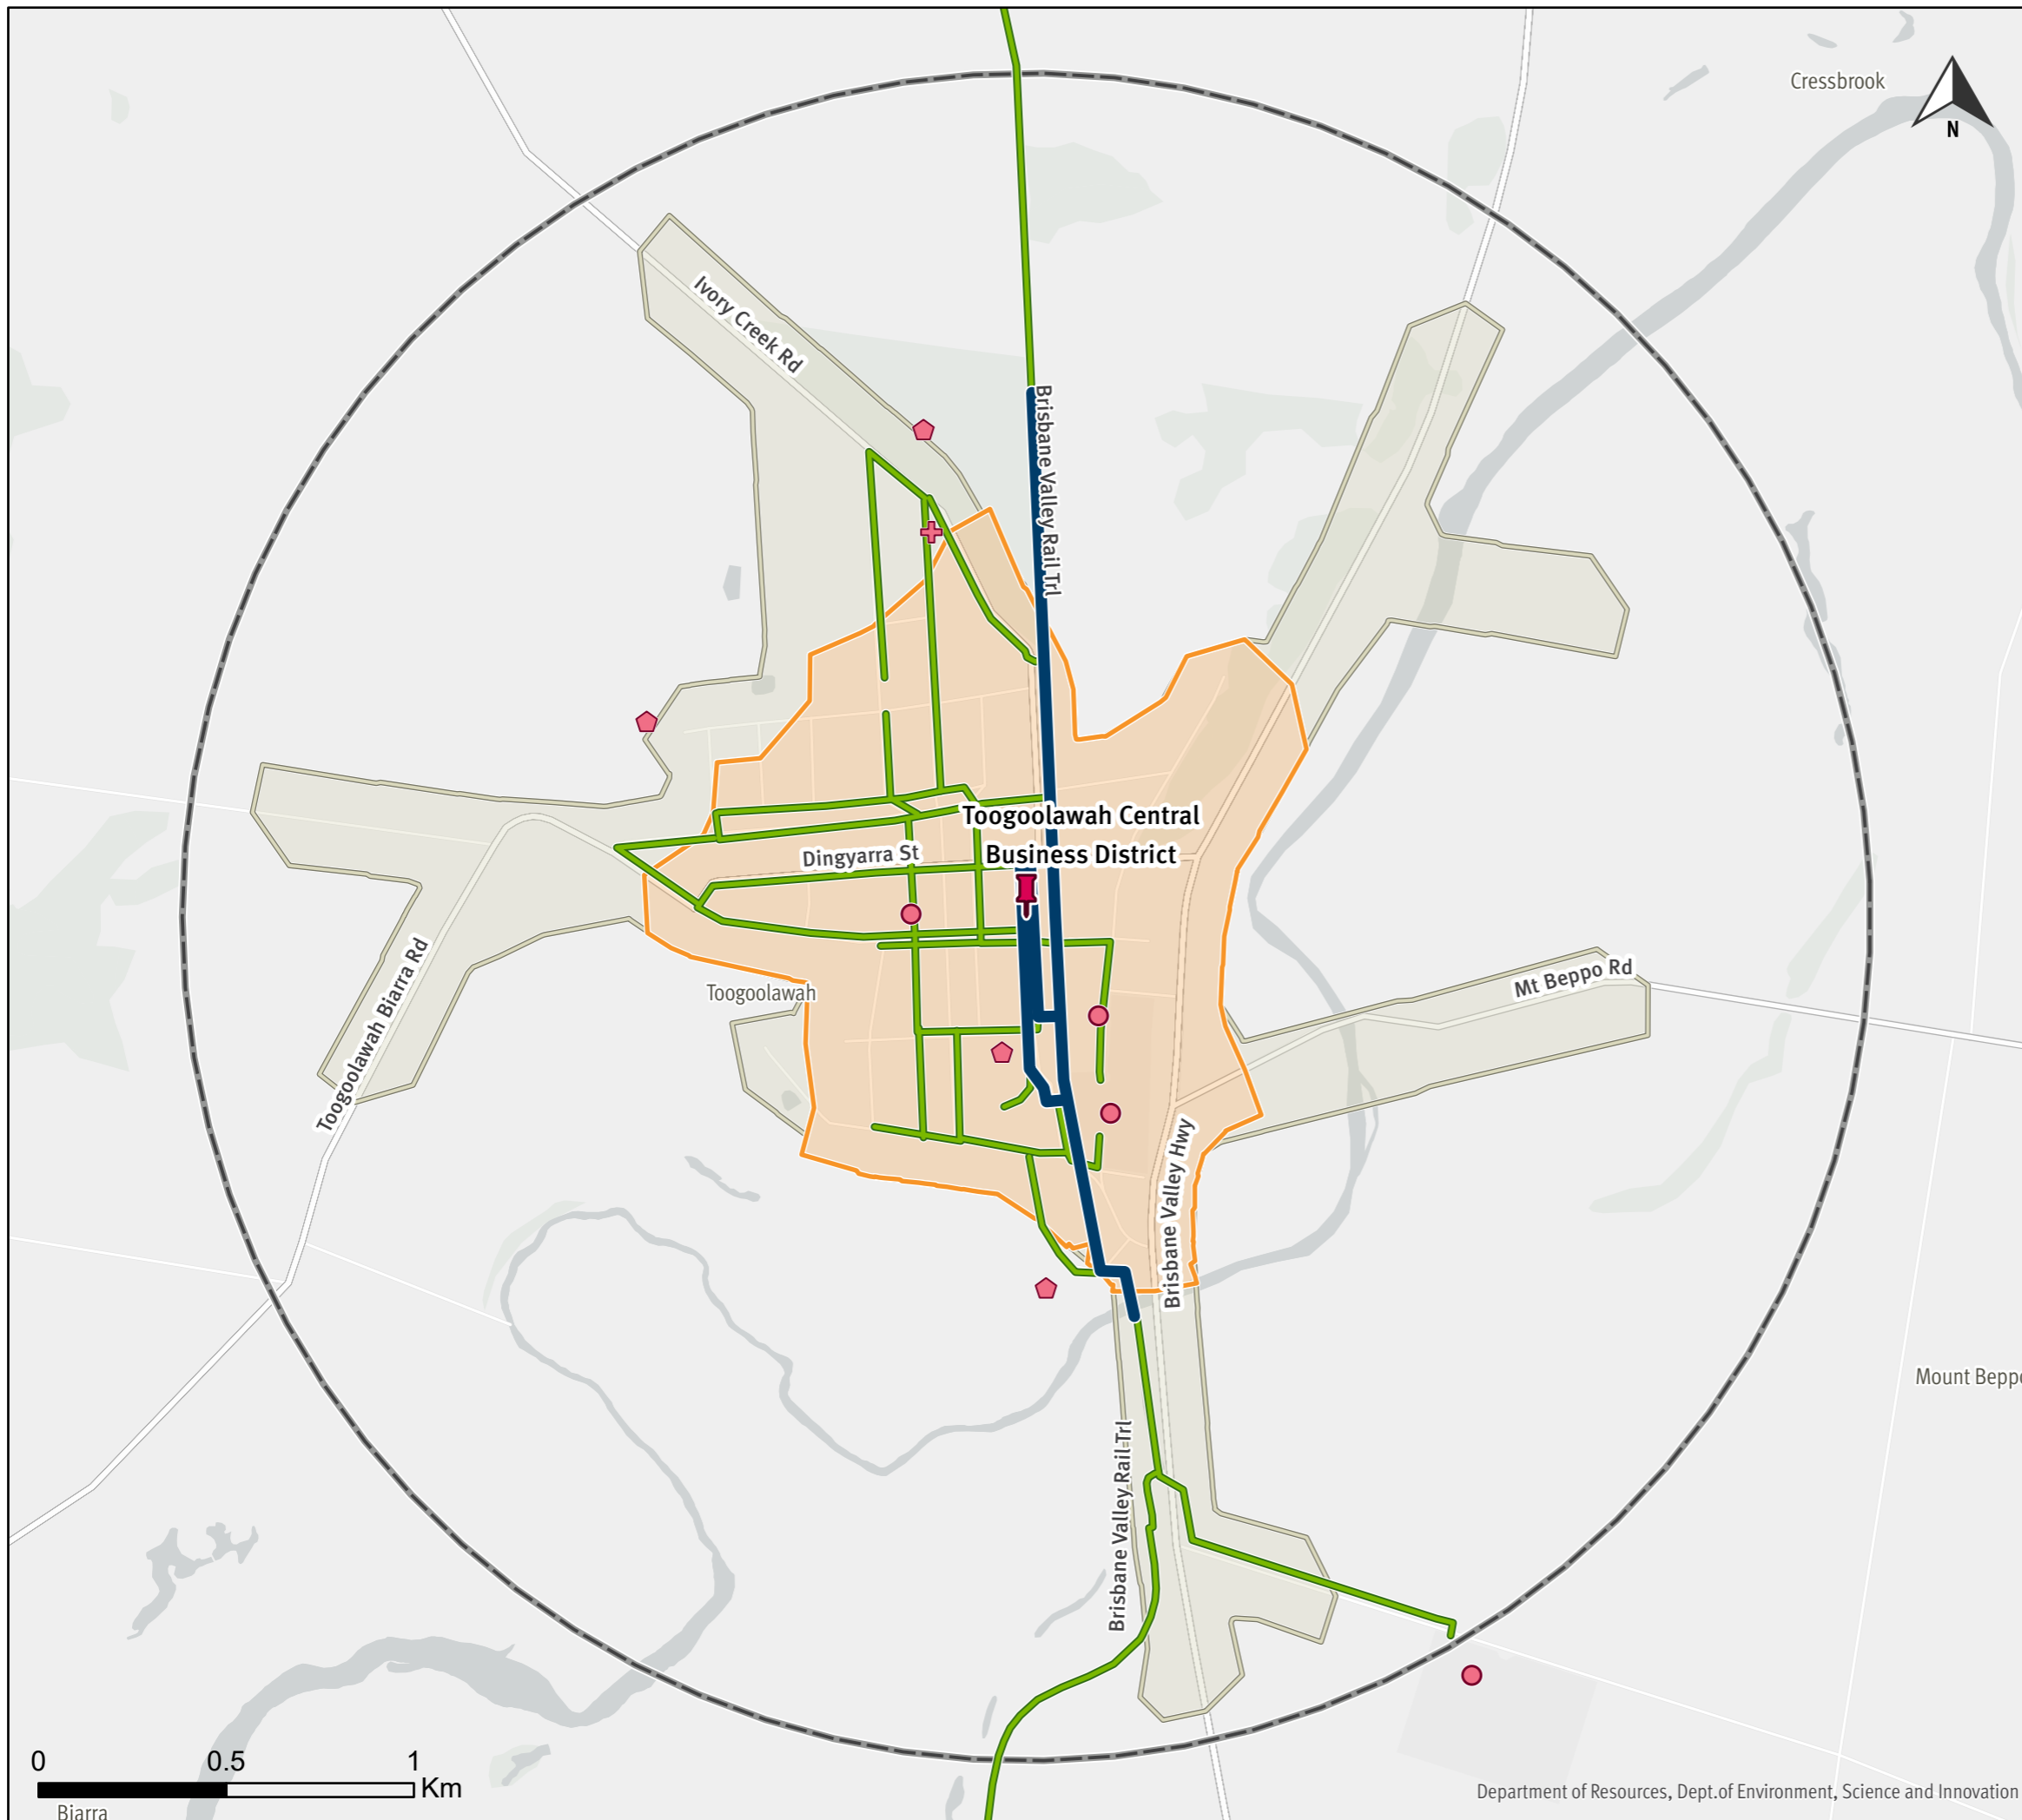 Cressbrook
N
Ivory Creek Rd
Brisbane Valley Rail Trl
Toogoolawah Central
Business District
Dingyarra St
Toogoolawah Biarra Rd
Toogoolawah
Mt Beppo Rd
Brisbane Valley Hwy
Mount Beppo
Brisbane Valley Rail Trl
0 0.5 1
Km
Biarra
Department of Resources, Dept.of Environment, Science and Innovation